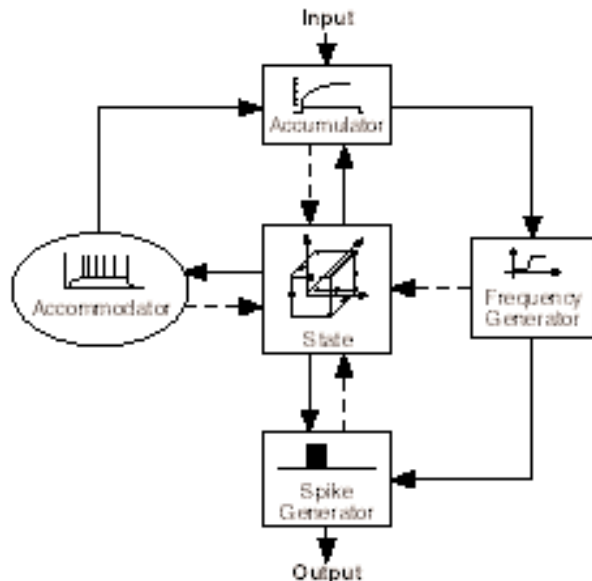 Input
Accumulator
Accommodator
State
Frequency
Generator
Spike
Generator
Output